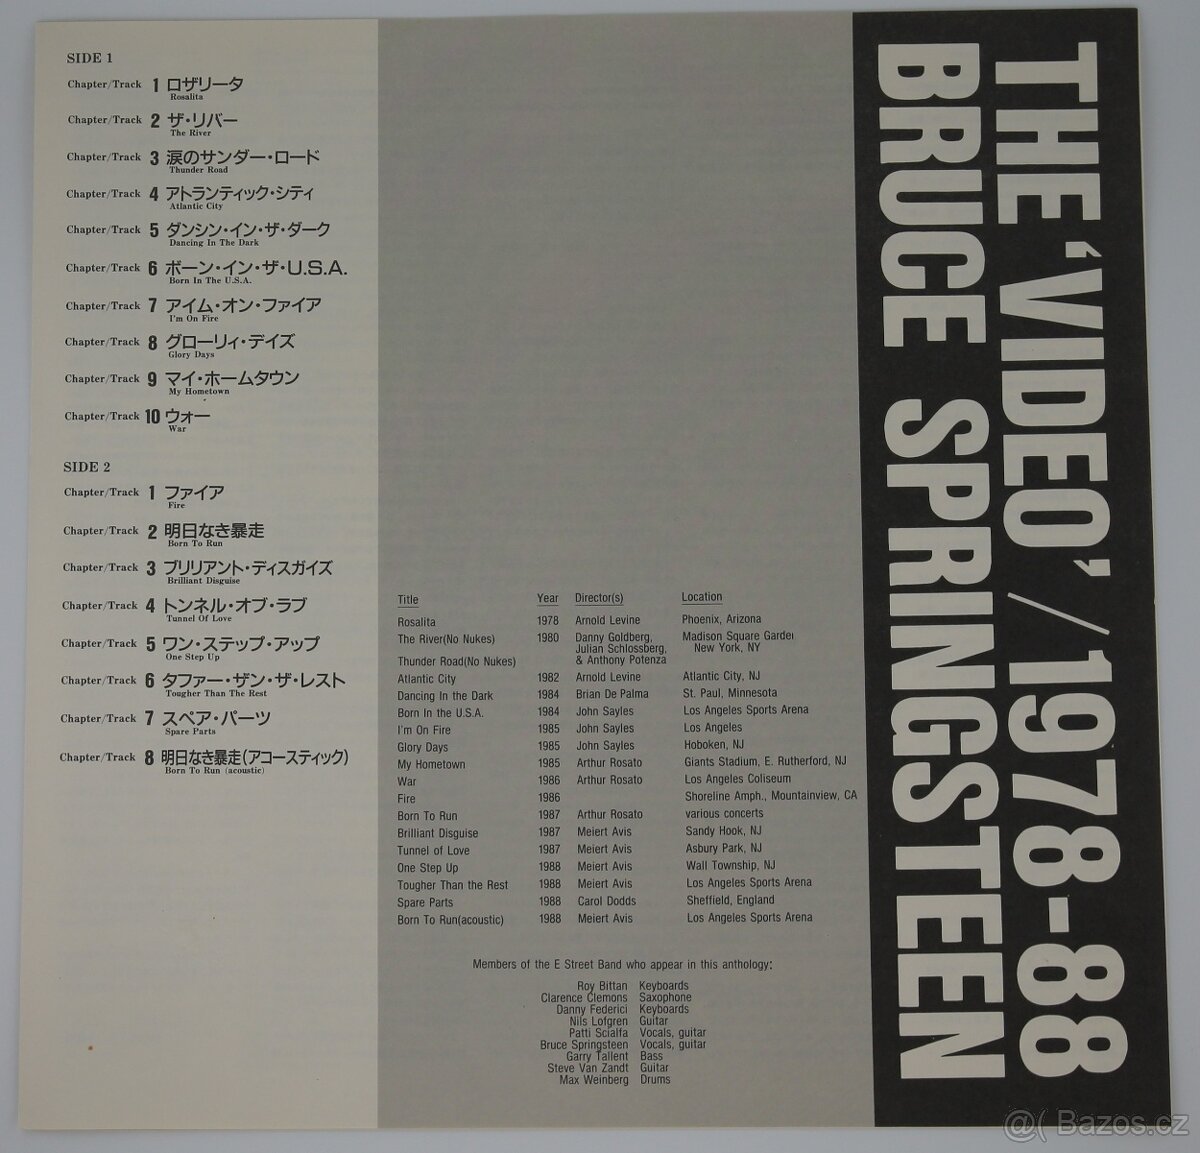 SIDE 1
Chapter/Track 1 ロザリータ
Rosalita
Chapter/Track 2 ザ・リバー
The River
Chapter/Track 3 涙のサンダー・ロード
Thunder Road
Chapter/Track 4 アトランティック・シティ
Atlantic City
Chapter/Track 5 ダンシン・イン・ザ・ダーク
Dancing In The Dark
Chapter/Track 6 ボーン・イン・ザ・U.S.A.
Born In The U.S.A.
Chapter/Track 7 アイム・オン・ファイア
I'm On Fire
Chapter/Track 8 グローリィ・デイズ
Glory Days
Chapter/Track 9 マイ・ホームタウン
My Hometown
Chapter/Track 10 ウォー
War
SIDE 2
Chapter/Track 1 ファイア
Fire
Chapter/Track 2 明日なき暴走
Born To Run
Chapter/Track 3 ブリリアント・ディスガイズ
Brilliant Disguise
Chapter/Track 4 トンネル・オブ・ラブ
Tunnel Of Love
Chapter/Track 5 ワン・ステップ・アップ
One Step Up
Chapter/Track 6 タファー・ザン・ザ・レスト
Tougher Than The Rest
Chapter/Track 7 スペア・パーツ
Spare Parts
Chapter/Track 8 明日なき暴走(アコースティック)
Born To Run (acoustic)
Title Year Director(s) Location
Rosalita 1978 Arnold Levine Phoenix, Arizona
The River(No Nukes) 1980 Danny Goldberg, Madison Square Garden
Julian Schlossberg, New York, NY
Thunder Road(No Nukes) & Anthony Potenza
Atlantic City 1982 Arnold Levine Atlantic City, NJ
Dancing In the Dark 1984 Brian De Palma St. Paul, Minnesota
Born In the U.S.A. 1984 John Sayles Los Angeles Sports Arena
I'm On Fire 1985 John Sayles Los Angeles
Glory Days 1985 John Sayles Hoboken, NJ
My Hometown 1985 Arthur Rosato Giants Stadium, E. Rutherford, NJ
War 1986 Arthur Rosato Los Angeles Coliseum
Fire 1986 Shoreline Amph., Mountainview, CA
Born To Run 1987 Arthur Rosato various concerts
Brilliant Disguise 1987 Meiert Avis Sandy Hook, NJ
Tunnel of Love 1987 Meiert Avis Asbury Park, NJ
One Step Up 1988 Meiert Avis Wall Township, NJ
Tougher Than the Rest 1988 Meiert Avis Los Angeles Sports Arena
Spare Parts 1988 Carol Dodds Sheffield, England
Born To Run(acoustic) 1988 Meiert Avis Los Angeles Sports Arena
Members of the E Street Band who appear in this anthology:
Roy Bittan Keyboards
Clarence Clemons Saxophone
Danny Federici Keyboards
Nils Lofgren Guitar
Patti Scialfa Vocals, guitar
Bruce Springsteen Vocals, guitar
Garry Tallent Bass
Steve Van Zandt Guitar
Max Weinberg Drums
THE 'VIDEO' / 1978-88
BRUCE SPRINGSTEEN
@( Bazos.cz